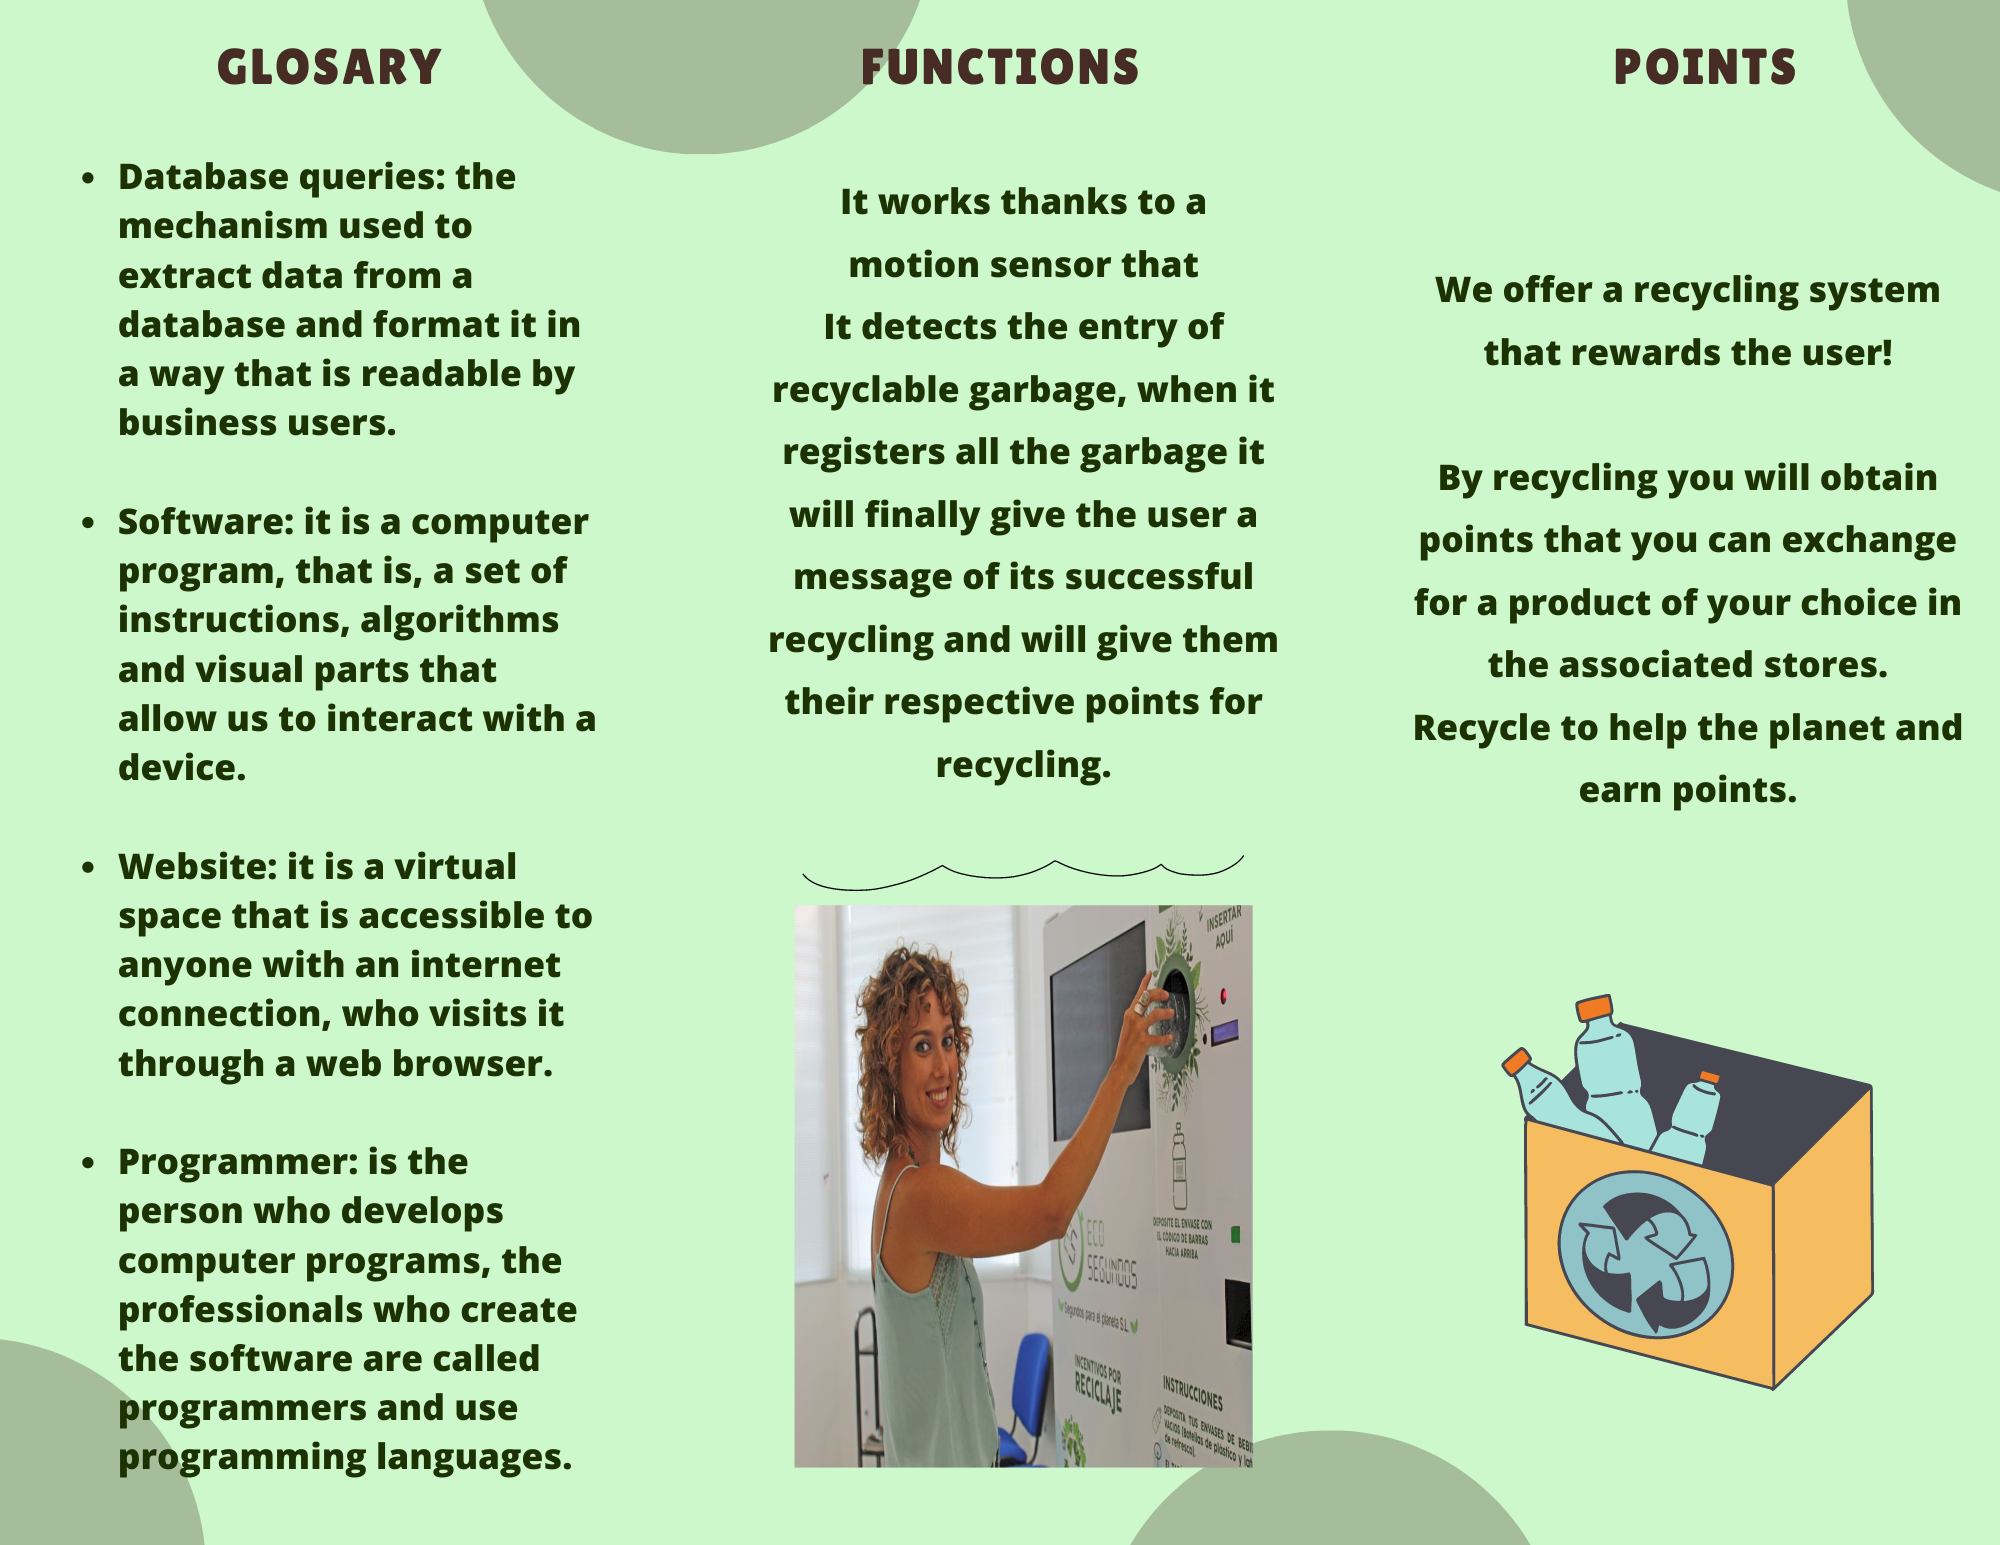 GLOSARY
Database queries: the
mechanism used to
extract data from a
database and format it in
a way that is readable by
business users.
Software: it is a computer
program, that is, a set of
instructions, algorithms
and visual parts that
allow us to interact with a
device.
Website: it is a virtual
space that is accessible to
anyone with an internet
connection, who visits it
through a web browser.
Programmer: is the
person who develops
computer programs, the
professionals who create
the software are called
programmers and use
programming languages.
FUNCTIONS
It works thanks to a
motion sensor that
It detects the entry of
recyclable garbage, when it
registers all the garbage it
will finally give the user a
message of its successful
recycling and will give them
their respective points for
recycling.
INSERTAR
AQUÍ
DEPOSITE EL ENVASE CON
EL CÓDIGO DE BARRAS
HACIA ARRIBA
ECO
SEGUNDOS
Segundos para el planeta S.L.
INCENTIVOS POR
RECICLAJE
INSTRUCCIONES
DEPOSITA TUS ENVASES DE
VACIOS (Botellas de plástico y
de refresco).
POINTS
We offer a recycling system
that rewards the user!
By recycling you will obtain
points that you can exchange
for a product of your choice in
the associated stores.
Recycle to help the planet and
earn points.